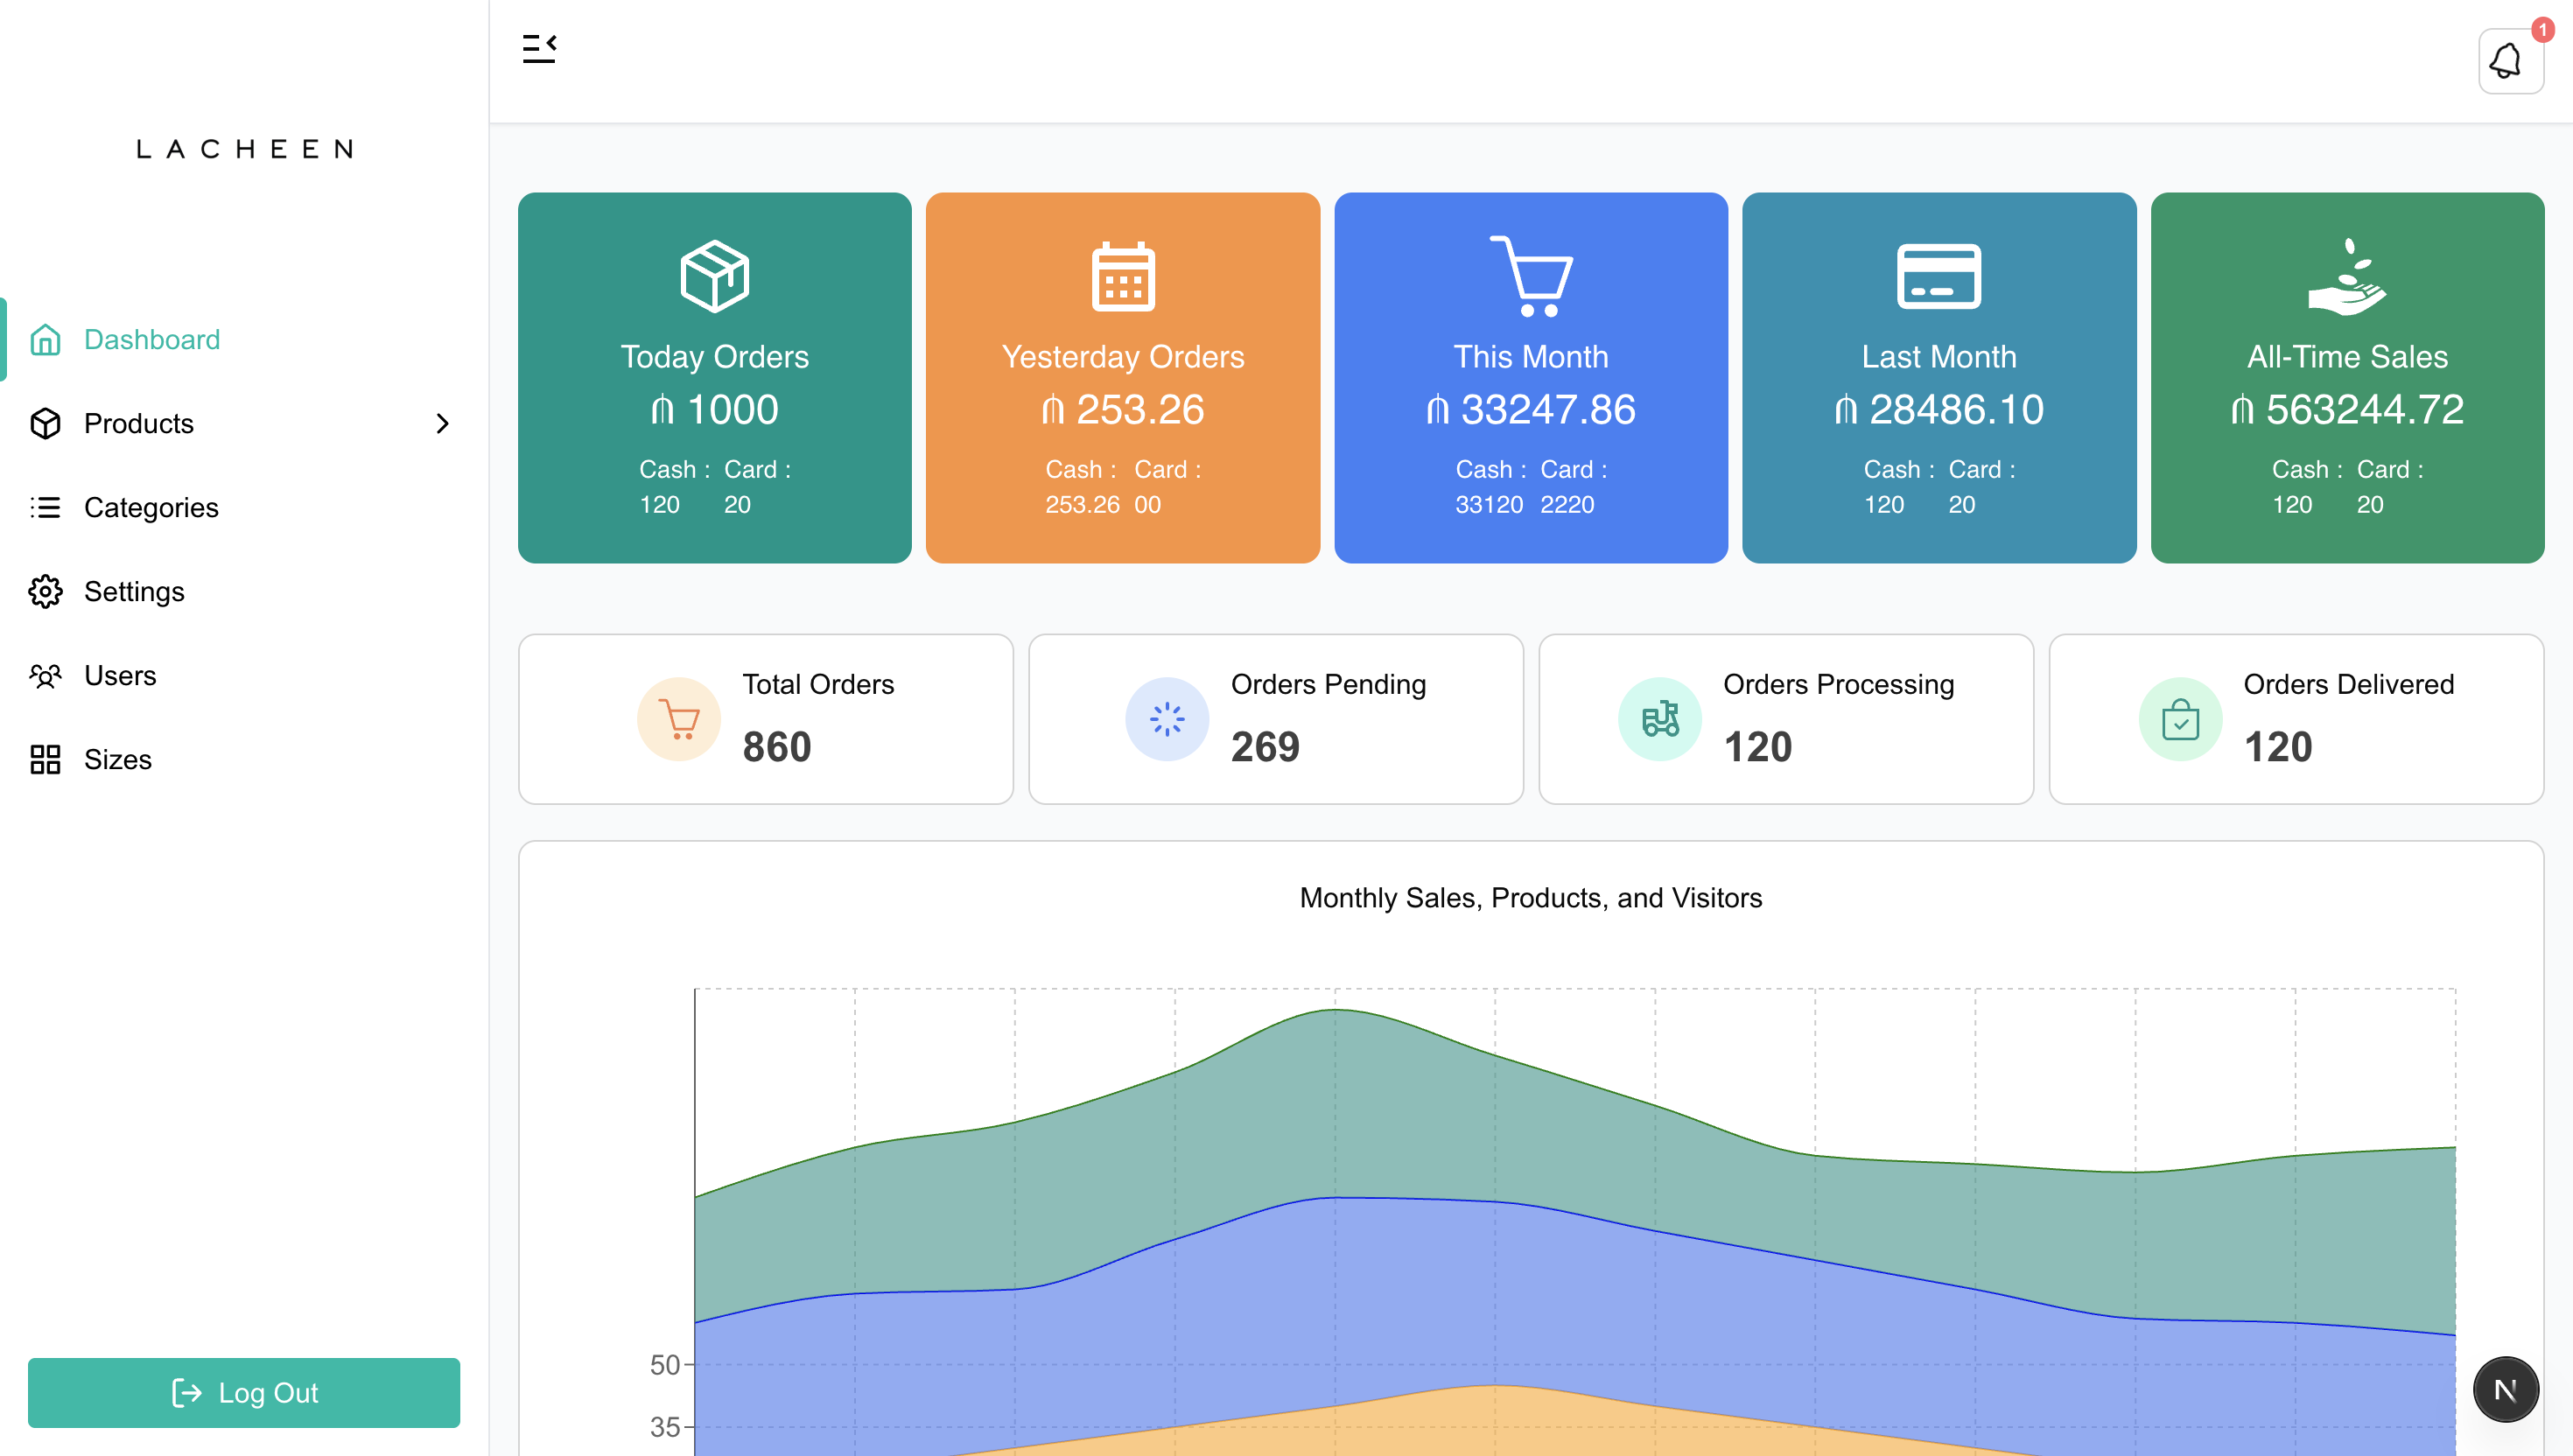 LACHEEN
Dashboard
Products
Categories
Settings
Users
Sizes
Log Out
1
Today Orders
₼ 1000
Cash : Card :
120 20
Yesterday Orders
₼ 253.26
Cash : Card :
253.26 00
This Month
₼ 33247.86
Cash : Card :
33120 2220
Last Month
₼ 28486.10
Cash : Card :
120 20
All-Time Sales
₼ 563244.72
Cash : Card :
120 20
Total Orders
860
Orders Pending
269
Orders Processing
120
Orders Delivered
120
Monthly Sales, Products, and Visitors
50
35
N